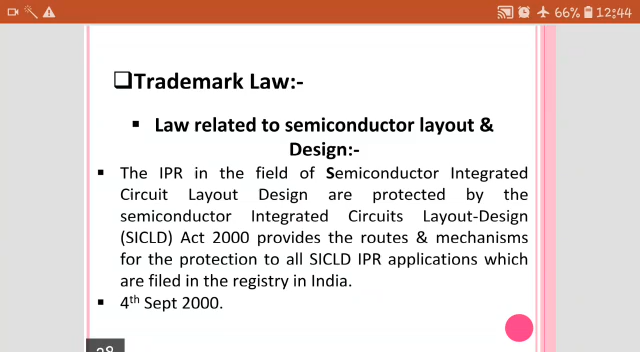 66% 12:44
❑Trademark Law:-
▪ Law related to semiconductor layout &
Design:-
▪ The IPR in the field of Semiconductor Integrated
Circuit Layout Design are protected by the
semiconductor Integrated Circuits Layout-Design
(SICLD) Act 2000 provides the routes & mechanisms
for the protection to all SICLD IPR applications which
are filed in the registry in India.
▪ 4th Sept 2000.